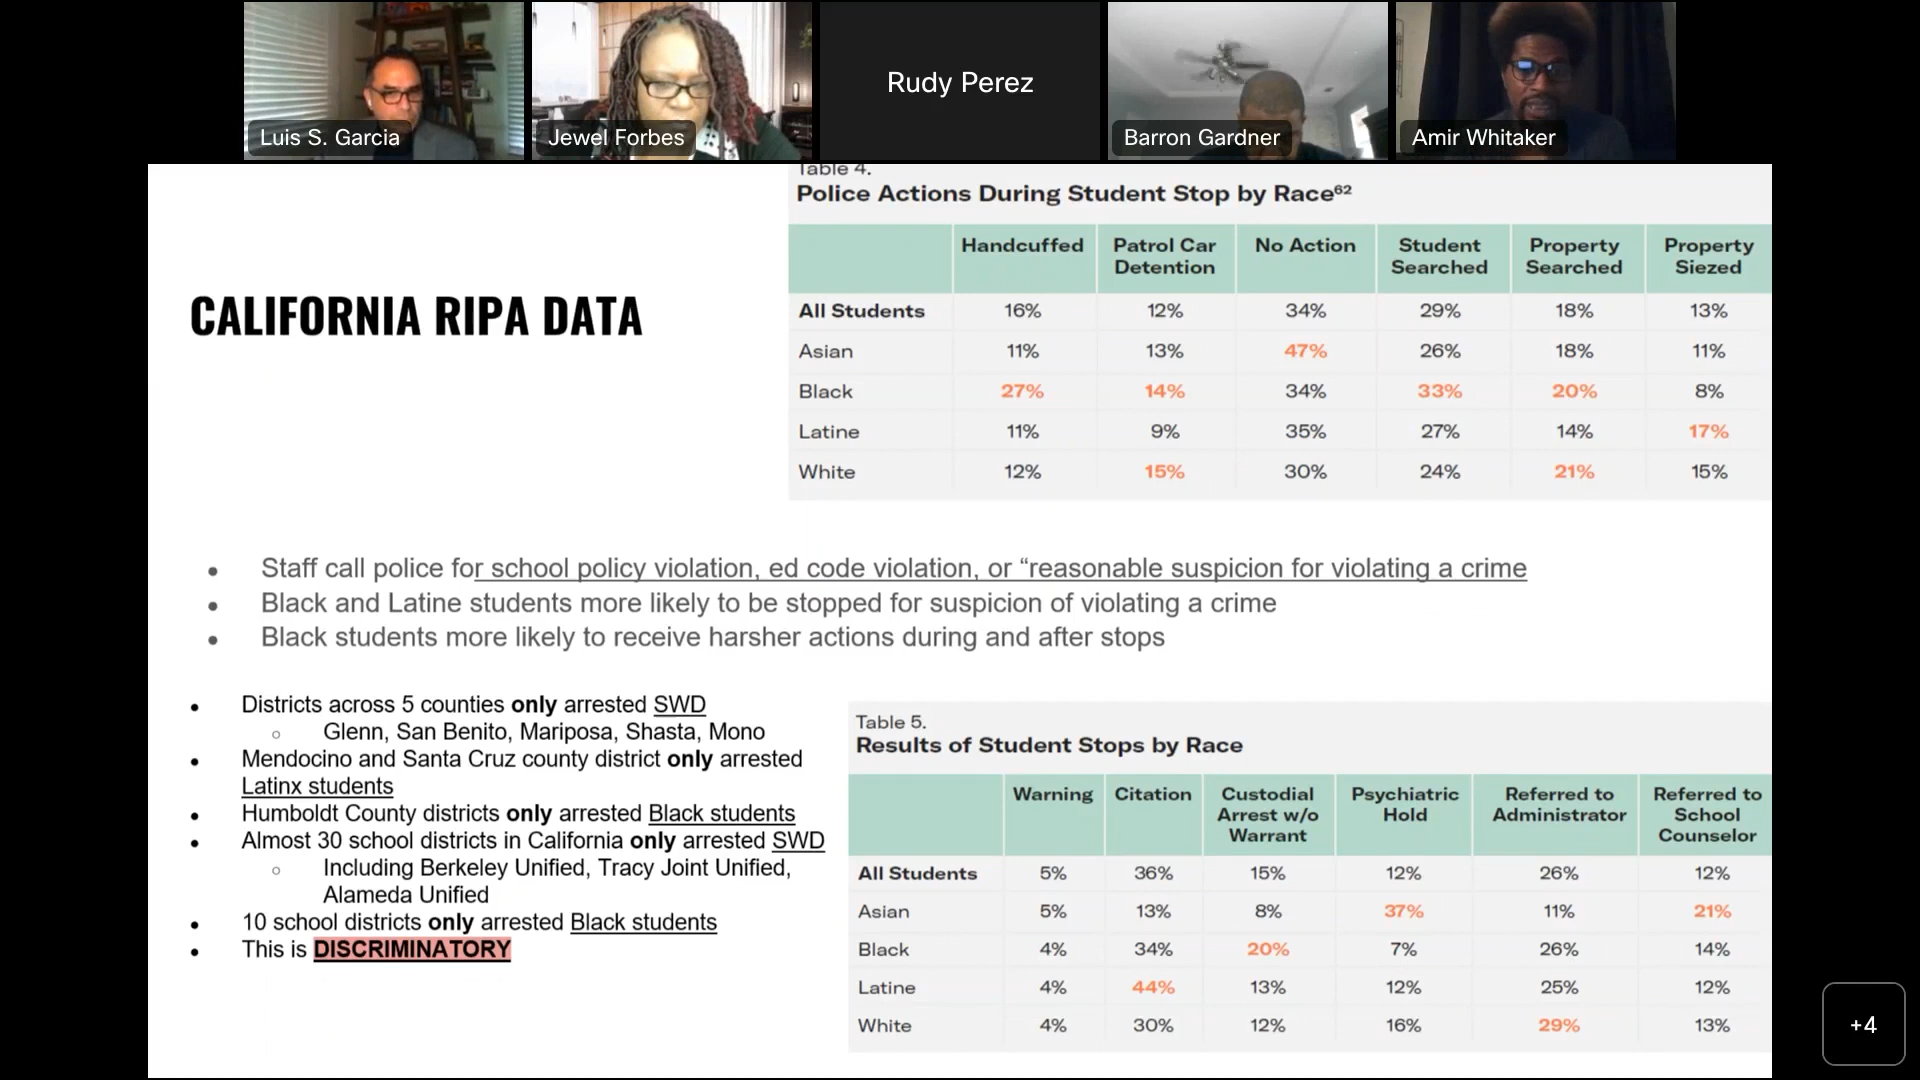 Luis S. Garcia
Jewel Forbes
Rudy Perez
Barron Gardner
Amir Whitaker
Table 4.
Police Actions During Student Stop by Race⁶²
Handcuffed Patrol Car Detention No Action Student Searched Property Searched Property Siezed
All Students 16% 12% 34% 29% 18% 13%
Asian 11% 13% 47% 26% 18% 11%
Black 27% 14% 34% 33% 20% 8%
Latine 11% 9% 35% 27% 14% 17%
White 12% 15% 30% 24% 21% 15%
CALIFORNIA RIPA DATA
• Staff call police for school policy violation, ed code violation, or “reasonable suspicion for violating a crime
• Black and Latine students more likely to be stopped for suspicion of violating a crime
• Black students more likely to receive harsher actions during and after stops
• Districts across 5 counties only arrested SWD
○ Glenn, San Benito, Mariposa, Shasta, Mono
• Mendocino and Santa Cruz county district only arrested
Latinx students
• Humboldt County districts only arrested Black students
• Almost 30 school districts in California only arrested SWD
○ Including Berkeley Unified, Tracy Joint Unified,
Alameda Unified
• 10 school districts only arrested Black students
• This is DISCRIMINATORY
Table 5.
Results of Student Stops by Race
Warning Citation Custodial Arrest w/o Warrant Psychiatric Hold Referred to Administrator Referred to School Counselor
All Students 5% 36% 15% 12% 26% 12%
Asian 5% 13% 8% 37% 11% 21%
Black 4% 34% 20% 7% 26% 14%
Latine 4% 44% 13% 12% 25% 12%
White 4% 30% 12% 16% 29% 13%
+4